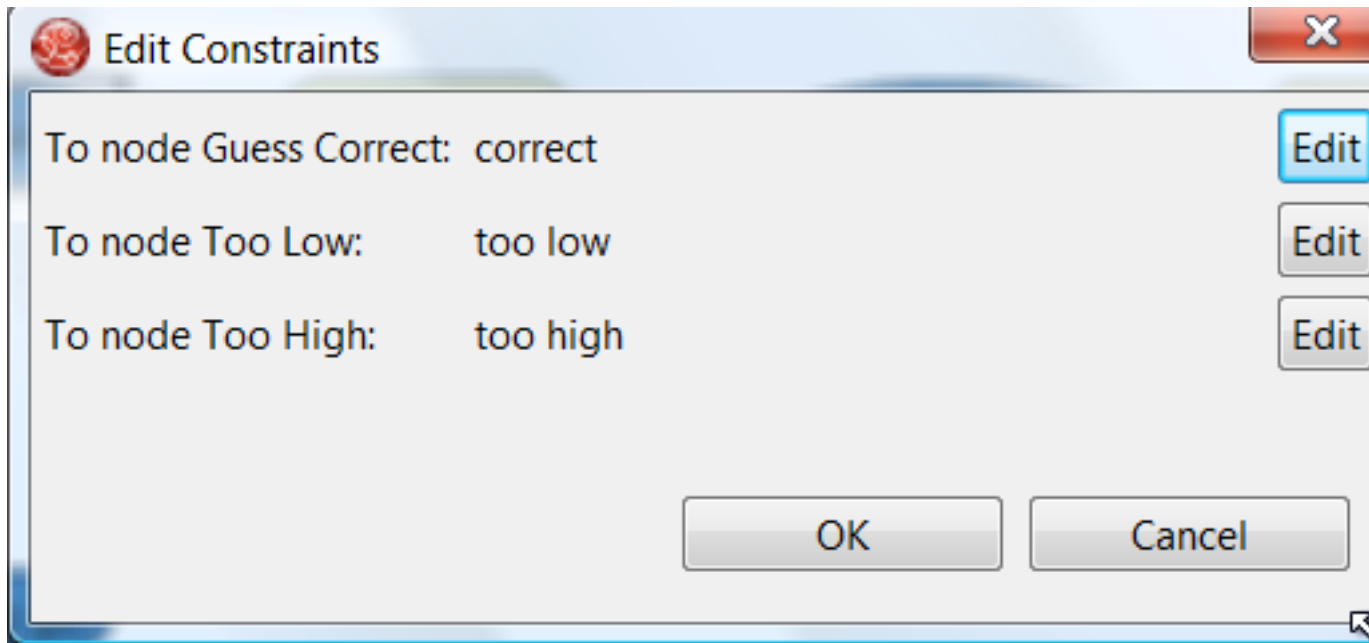 Edit Constraints
To node Guess Correct: correct Edit
To node Too Low: too low Edit
To node Too High: too high Edit
OK Cancel